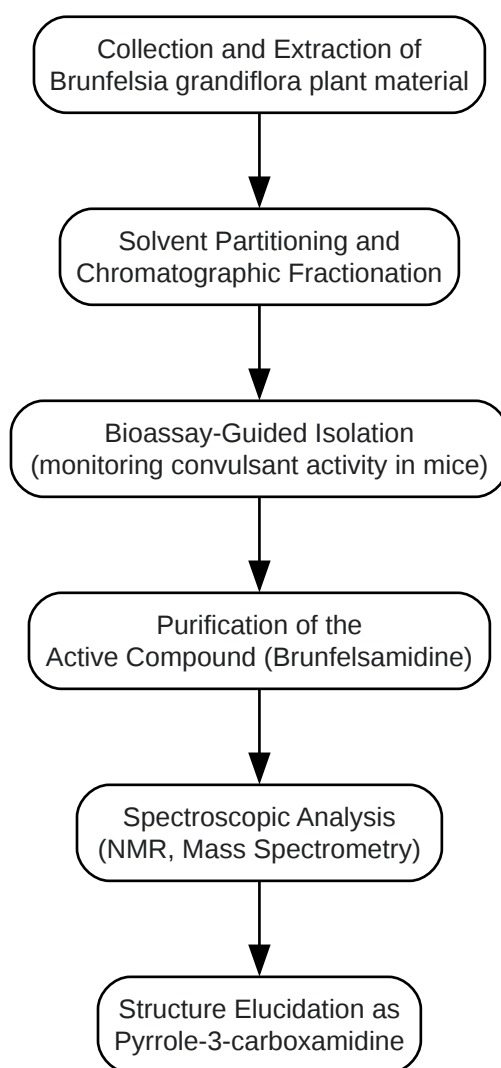 Collection and Extraction of
Brunfelsia grandiflora plant material
Solvent Partitioning and
Chromatographic Fractionation
Bioassay-Guided Isolation
(monitoring convulsant activity in mice)
Purification of the
Active Compound (Brunfelsamidine)
Spectroscopic Analysis
(NMR, Mass Spectrometry)
Structure Elucidation as
Pyrrole-3-carboxamidine